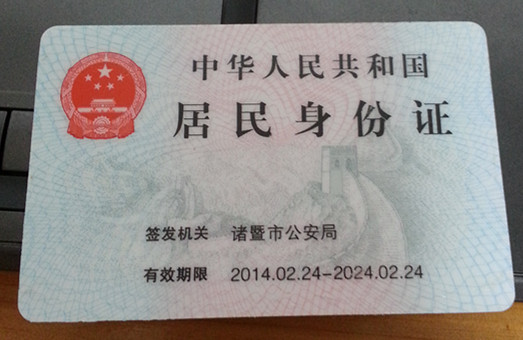 中华人民共和国
居民身份证
签发机关 诸暨市公安局
有效期限 2014.02.24-2024.02.24